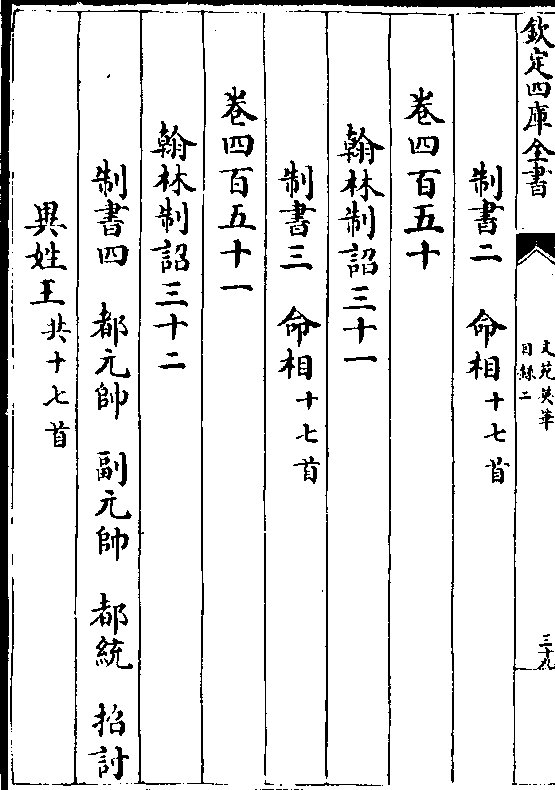 欽定四庫全書
文苑英華
目録二
三十九
制書二 命相十七首
卷四百五十
翰林制詔三十一
制書三 命相十七首
卷四百五十一
翰林制詔三十二
制書四 都元帥 副元帥 都統 招討
異姓王共十七首